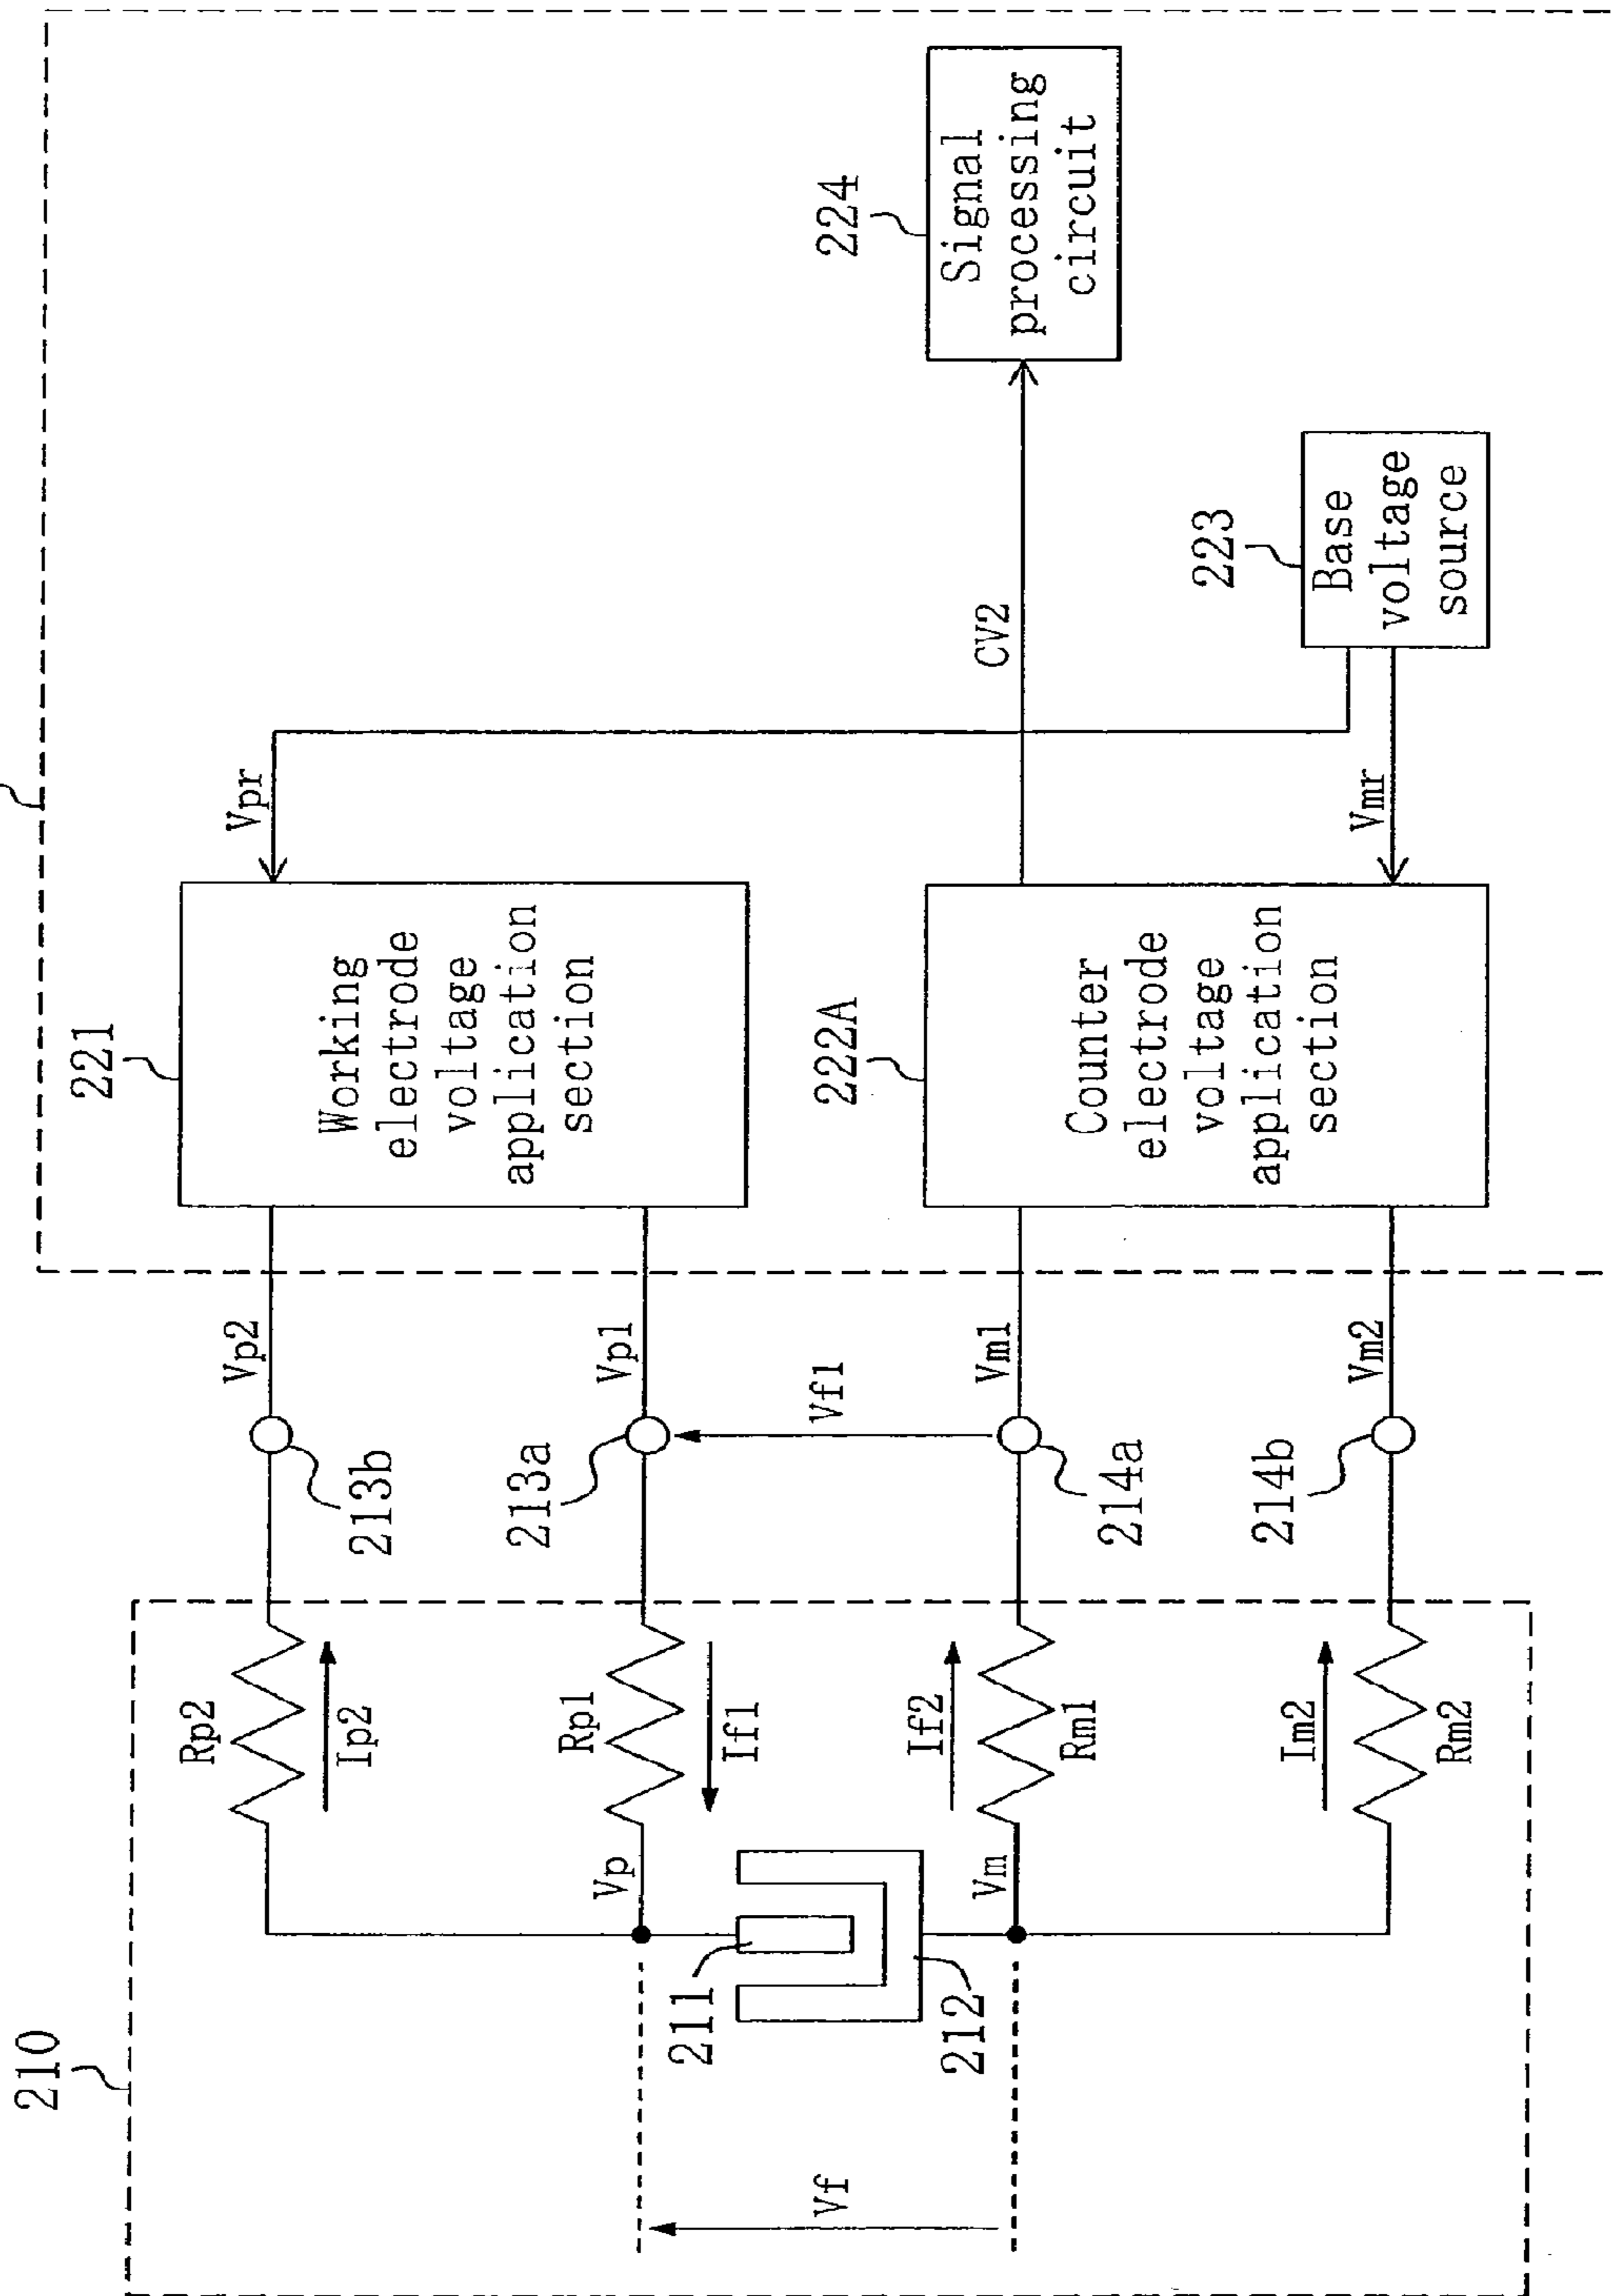 210
Rp2
Ip2
Vp2
213b
221
Working
electrode
voltage
application
section
Vpr
Vp
Rp1
If1
Vp1
213a
Vf
211
212
Vf1
224
Signal
processing
circuit
Vm
If2
Rm1
Vm1
214a
222A
Counter
electrode
voltage
application
section
CV2
223
Base
voltage
source
Im2
Rm2
Vm2
214b
Vmr